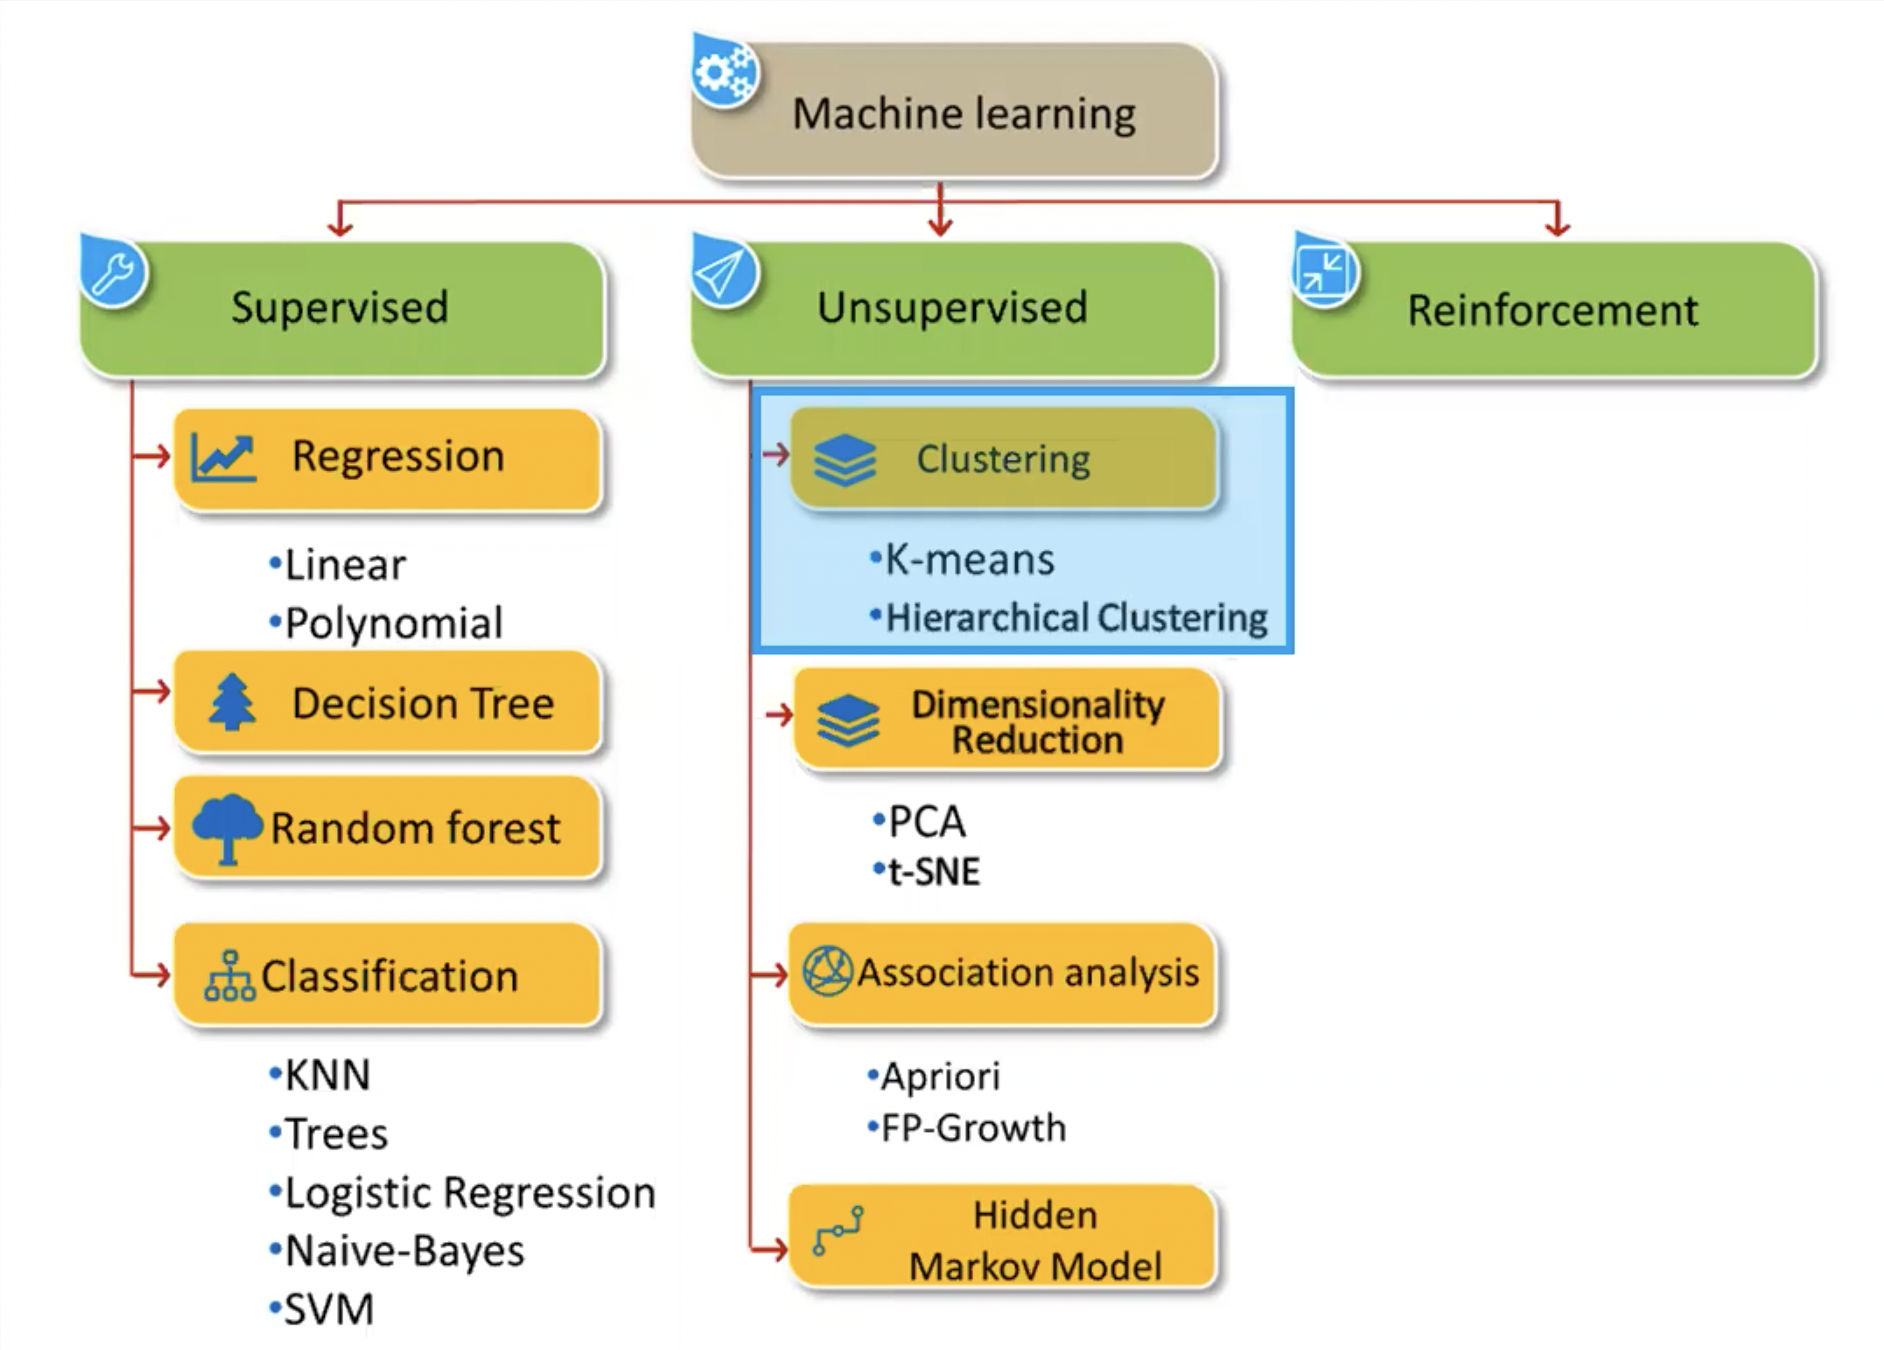 Machine learning
Supervised
Unsupervised
Reinforcement
Regression
•Linear
•Polynomial
Decision Tree
Random forest
Classification
•KNN
•Trees
•Logistic Regression
•Naive-Bayes
•SVM
Clustering
•K-means
•Hierarchical Clustering
Dimensionality
Reduction
•PCA
•t-SNE
Association analysis
•Apriori
•FP-Growth
Hidden
Markov Model